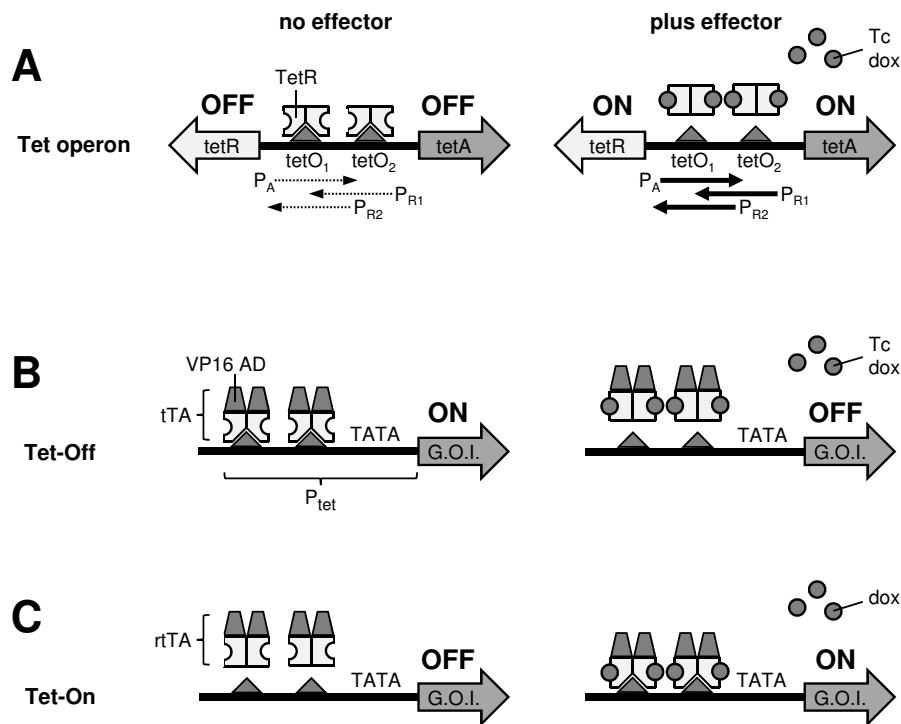 no effector
plus effector
A
Tet operon
TetR
OFF
OFF
tetR
tetO1
tetO2
tetA
PA
PR1
PR2
Tc
dox
ON
ON
tetR
tetO1
tetO2
tetA
PA
PR1
PR2
B
Tet-Off
VP16 AD
tTA
TATA
ON
G.O.I.
Ptet
Tc
dox
TATA
OFF
G.O.I.
C
Tet-On
rtTA
TATA
OFF
G.O.I.
dox
TATA
ON
G.O.I.